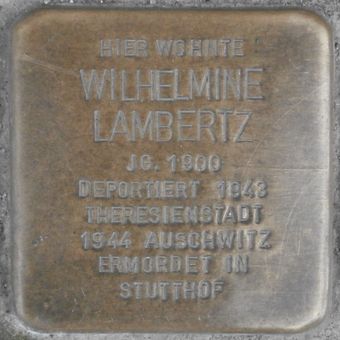 HIER WOHNTE
WILHELMINE
LAMBERTZ
JG. 1900
DEPORTIERT 1943
THERESIENSTADT
1944 AUSCHWITZ
ERMORDET IN
STUTTHOF